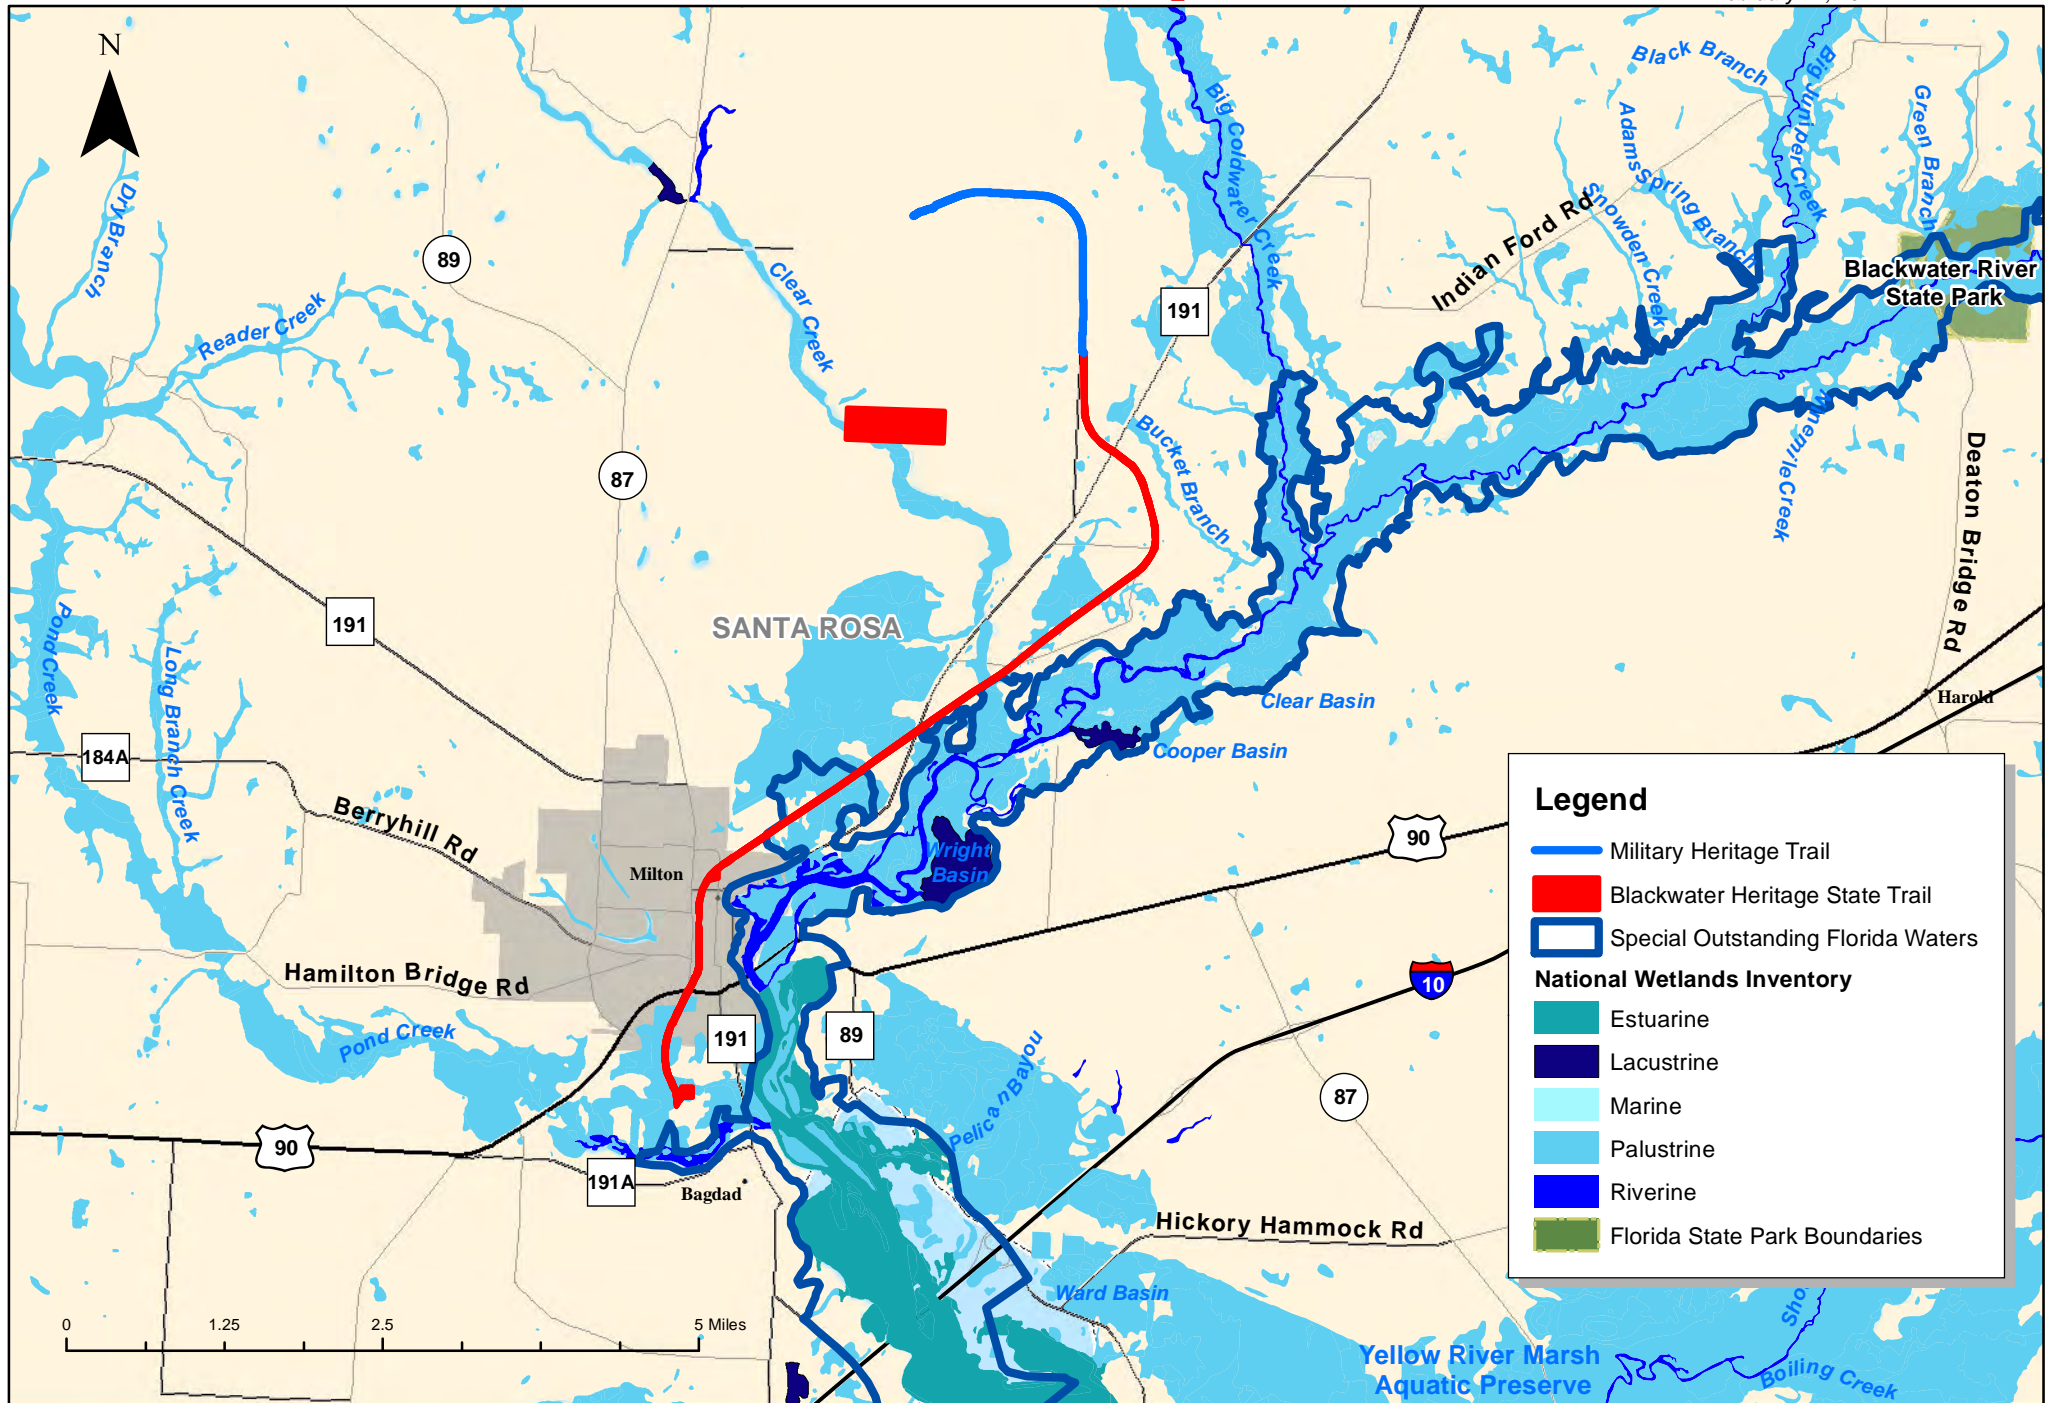 N
Black Branch
Big Juniper Creek
Green Branch
Adams Spring Branch
Big Coldwater Creek
Snowden Creek
Dry Branch
89
Indian Ford Rd
Blackwater River
State Park
Clear Creek
Reader Creek
191
Ninemile Creek
Bucket Branch
87
Deaton Bridge Rd
191
SANTA ROSA
Pond Creek
Long Branch Creek
Clear Basin
Harold
Cooper Basin
184A
Berryhill Rd
90
Wright
Basin
Milton
Hamilton Bridge Rd
10
Pond Creek
191
89
Pelican Bayou
87
90
191A
Bagdad
Hickory Hammock Rd
Ward Basin
Sho
Yellow River Marsh
Aquatic Preserve
Boiling Creek
0 1.25 2.5 5 Miles
Legend
Military Heritage Trail
Blackwater Heritage State Trail
Special Outstanding Florida Waters
National Wetlands Inventory
Estuarine
Lacustrine
Marine
Palustrine
Riverine
Florida State Park Boundaries